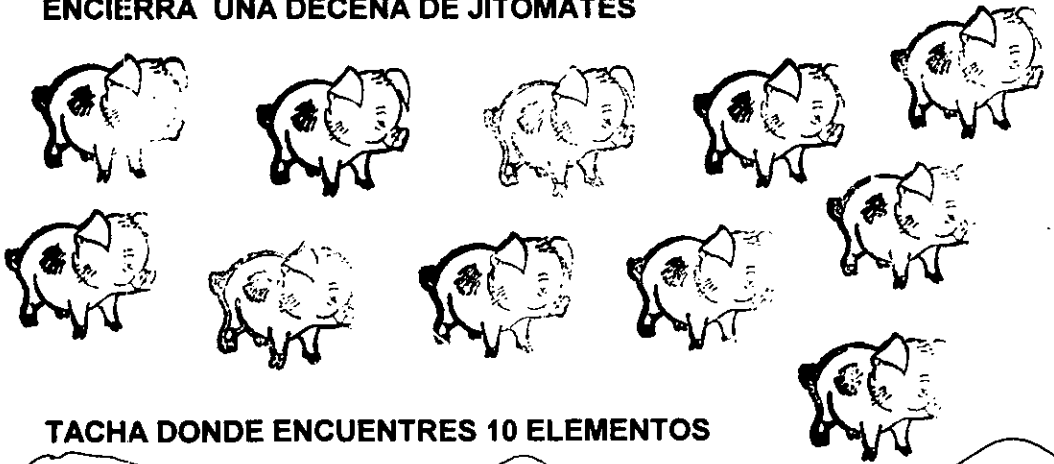 ENCIERRA UNA DECENA DE JITOMATES
TACHA DONDE ENCUENTRES 10 ELEMENTOS